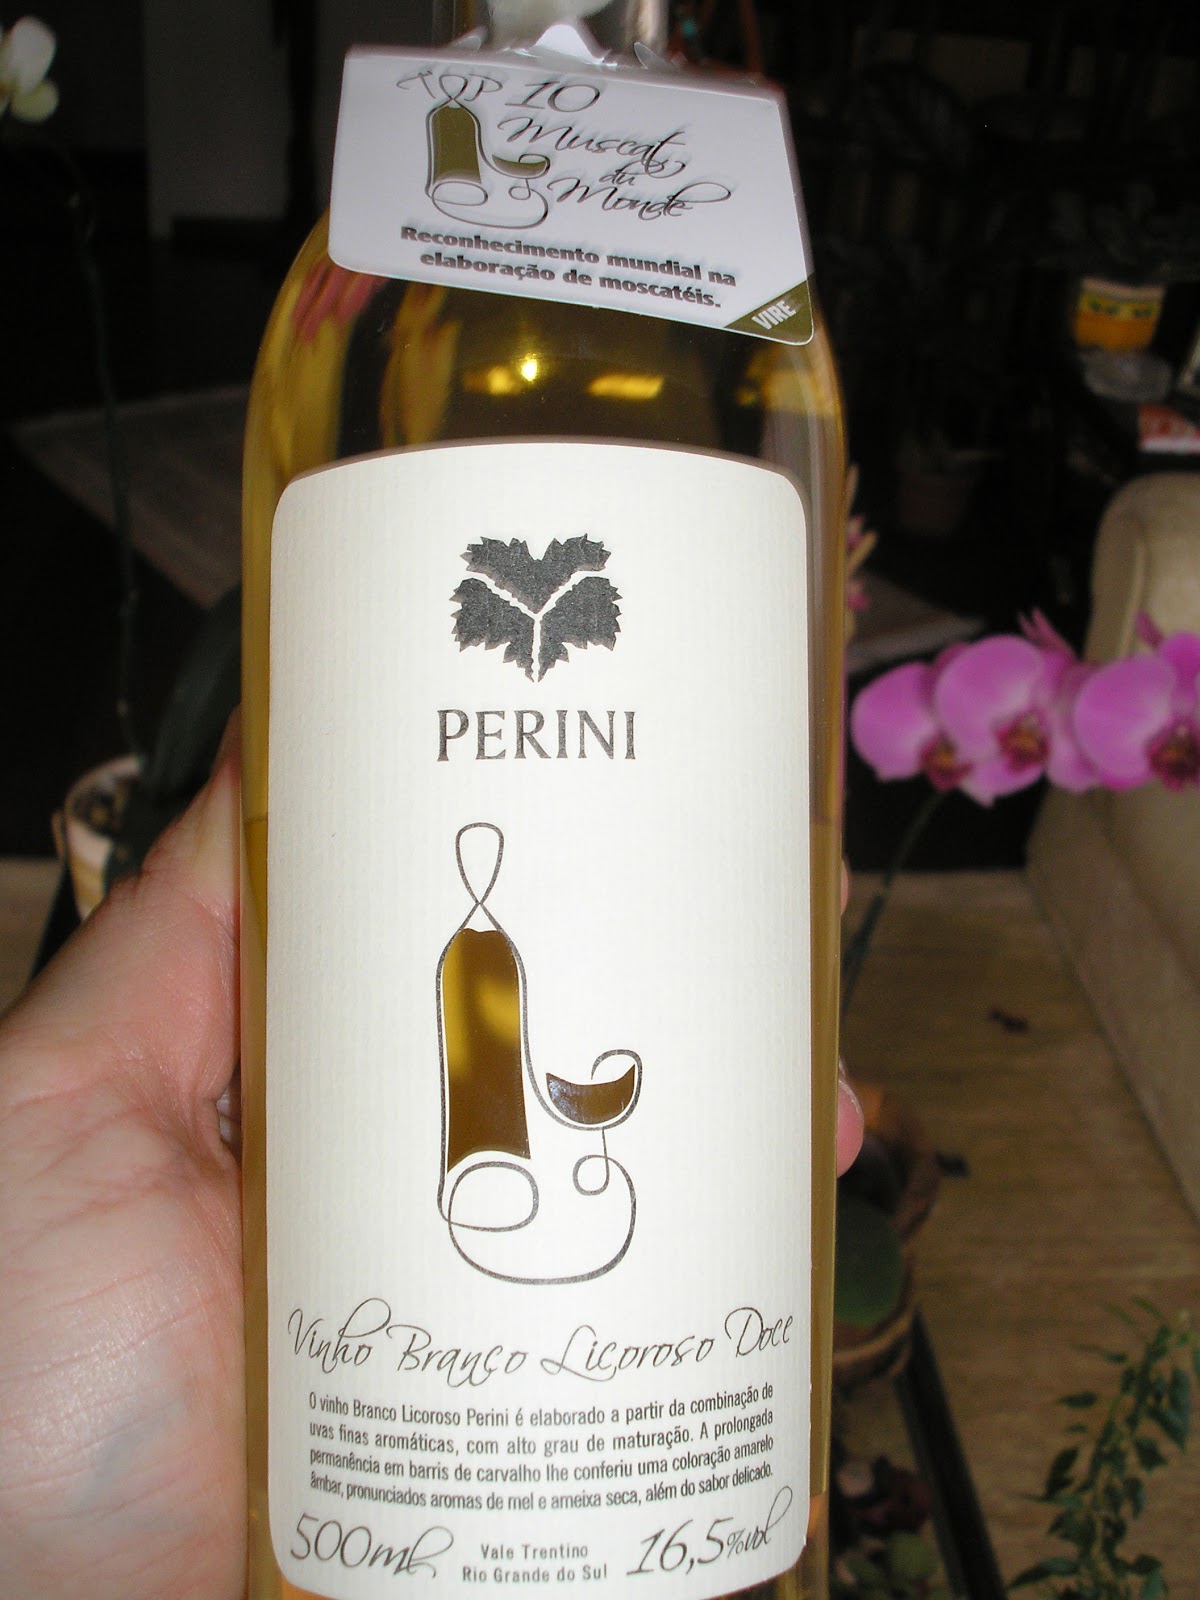 TOP 10
Muscat
du
Monde
Reconhecimento mundial na
elaboração de moscatéis.
VIRE
PERINI
Vinho Branco Licoroso Doce
O vinho Branco Licoroso Perini é elaborado a partir da combinação de
uvas finas aromáticas, com alto grau de maturação. A prolongada
permanência em barris de carvalho lhe conferiu uma coloração amarelo
âmbar, pronunciados aromas de mel e ameixa seca, além do sabor delicado.
500ml
Vale Trentino
Rio Grande do Sul
16,5%vol